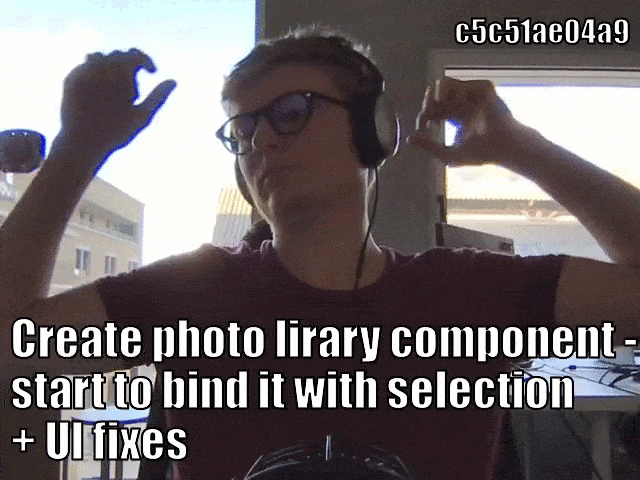 c5c51ae04a9
Create photo lirary component -
start to bind it with selection
+ UI fixes